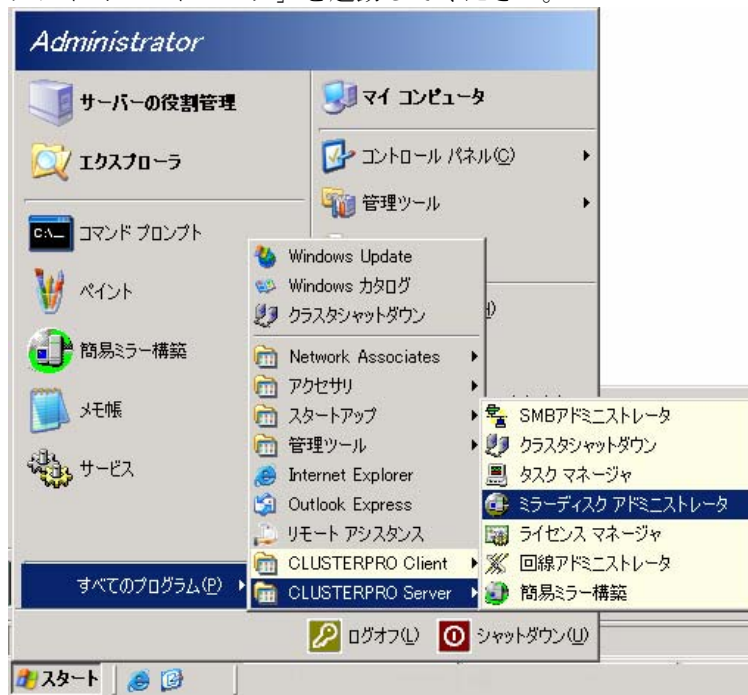 Administrator
サーバーの役割管理
エクスプローラ
コマンド プロンプト
ペイント
簡易ミラー構築
メモ帳
サービス
すべてのプログラム(P)
マイ コンピュータ
コントロール パネル(C)
管理ツール
Windows Update
Windows カタログ
クラスタシャットダウン
Network Associates
アクセサリ
スタートアップ
管理ツール
Internet Explorer
Outlook Express
リモート アシスタンス
CLUSTERPRO Client
CLUSTERPRO Server
SMBアドミニストレータ
クラスタシャットダウン
タスク マネージャ
ミラーディスク アドミニストレータ
ライセンス マネージャ
回線アドミニストレータ
簡易ミラー構築
ログオフ(L)
シャットダウン(U)
スタート